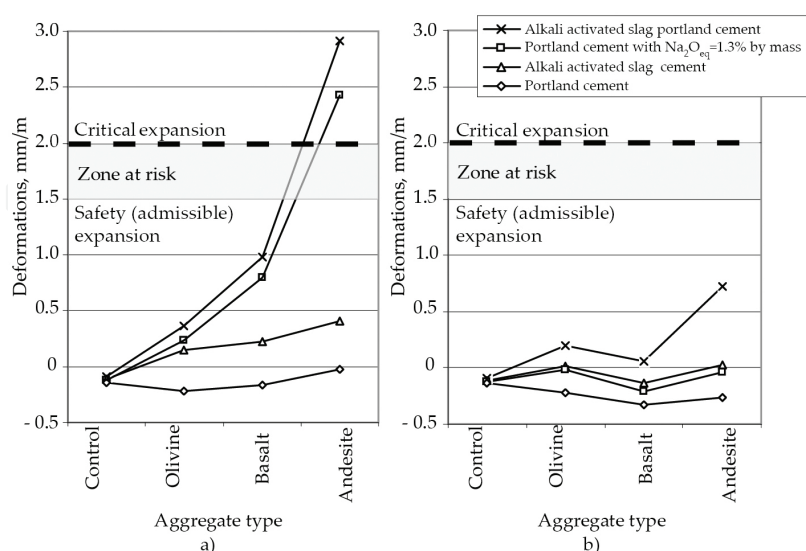 Alkali activated slag portland cement
Portland cement with Na₂Oeq=1.3% by mass
Alkali activated slag cement
Portland cement
Deformations, mm/m
3.0
2.5
2.0
1.5
1.0
0.5
0
- 0.5
Critical expansion
Zone at risk
Safety (admissible)
expansion
Control
Olivine
Basalt
Andesite
Aggregate type
a)
Deformations, mm/m
3.0
2.5
2.0
1.5
1.0
0.5
0
- 0.5
Critical expansion
Zone at risk
Safety (admissible)
expansion
Control
Olivine
Basalt
Andesite
Aggregate type
b)